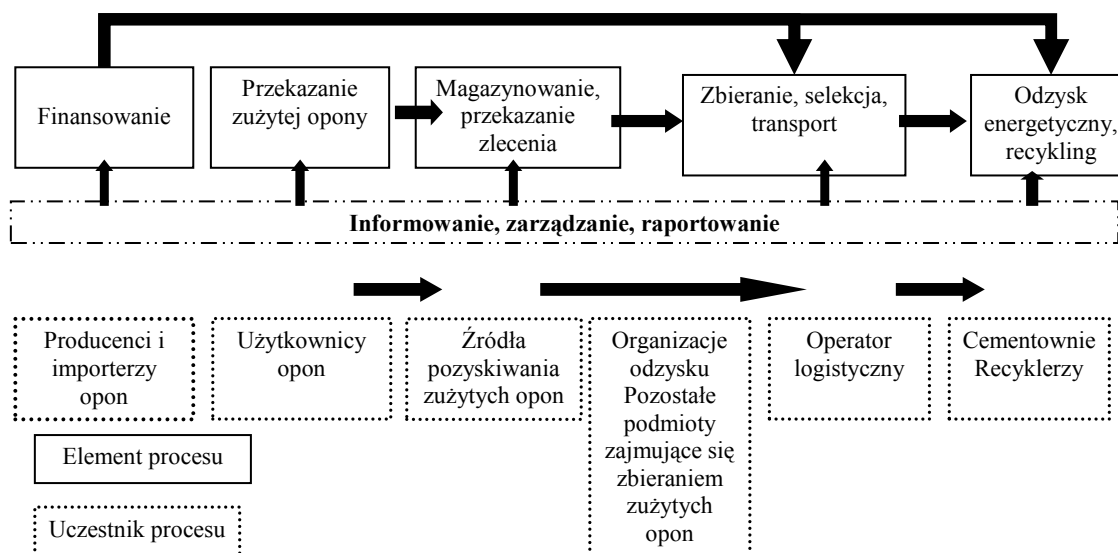 Finansowanie
Przekazanie
zużytej opony
Magazynowanie,
przekazanie
zlecenia
Zbieranie, selekcja,
transport
Odzysk
energetyczny,
recykling
Informowanie, zarządzanie, raportowanie
Producenci i
importerzy
opon
Użytkownicy
opon
Źródła
pozyskiwania
zużytych opon
Organizacje
odzysku
Pozostałe
podmioty
zajmujące się
zbieraniem
zużytych
opon
Operator
logistyczny
Cementownie
Recyklerzy
Element procesu
Uczestnik procesu